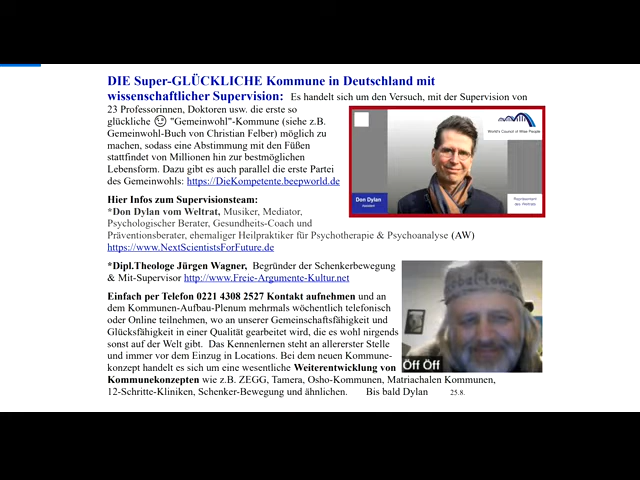 DIE Super-GLÜCKLICHE Kommune in Deutschland mit
wissenschaftlicher Supervision: Es handelt sich um den Versuch, mit der Supervision von
23 Professorinnen, Doktoren usw. die erste so
glückliche 😉 "Gemeinwohl"-Kommune (siehe z.B.
Gemeinwohl-Buch von Christian Felber) möglich zu
machen, sodass eine Abstimmung mit den Füßen
stattfindet von Millionen hin zur bestmöglichen
Lebensform. Dazu gibt es auch parallel die erste Partei
des Gemeinwohls: https://DieKompetente.beepworld.de
World's Council of Wise People
Don Dylan
Assistent
Repräsentant
des Weltrats
Hier Infos zum Supervisionsteam:
*Don Dylan vom Weltrat, Musiker, Mediator,
Psychologischer Berater, Gesundheits-Coach und
Präventionsberater, ehemaliger Heilpraktiker für Psychotherapie & Psychoanalyse (AW)
https://www.NextScientistsForFuture.de
*Dipl.Theologe Jürgen Wagner, Begründer der Schenkerbewegung
& Mit-Supervisor http://www.Freie-Argumente-Kultur.net
Einfach per Telefon 0221 4308 2527 Kontakt aufnehmen und an
dem Kommunen-Aufbau-Plenum mehrmals wöchentlich telefonisch
oder Online teilnehmen, wo an unserer Gemeinschaftsfähigkeit und
Glücksfähigkeit in einer Qualität gearbeitet wird, die es wohl nirgends
sonst auf der Welt gibt. Das Kennenlernen steht an allererster Stelle
und immer vor dem Einzug in Locations. Bei dem neuen Kommune-
konzept handelt es sich um eine wesentliche Weiterentwicklung von
Kommunekonzepten wie z.B. ZEGG, Tamera, Osho-Kommunen, Matriachalen Kommunen,
12-Schritte-Kliniken, Schenker-Bewegung und ähnlichen. Bis bald Dylan 25.8.
Öff Öff